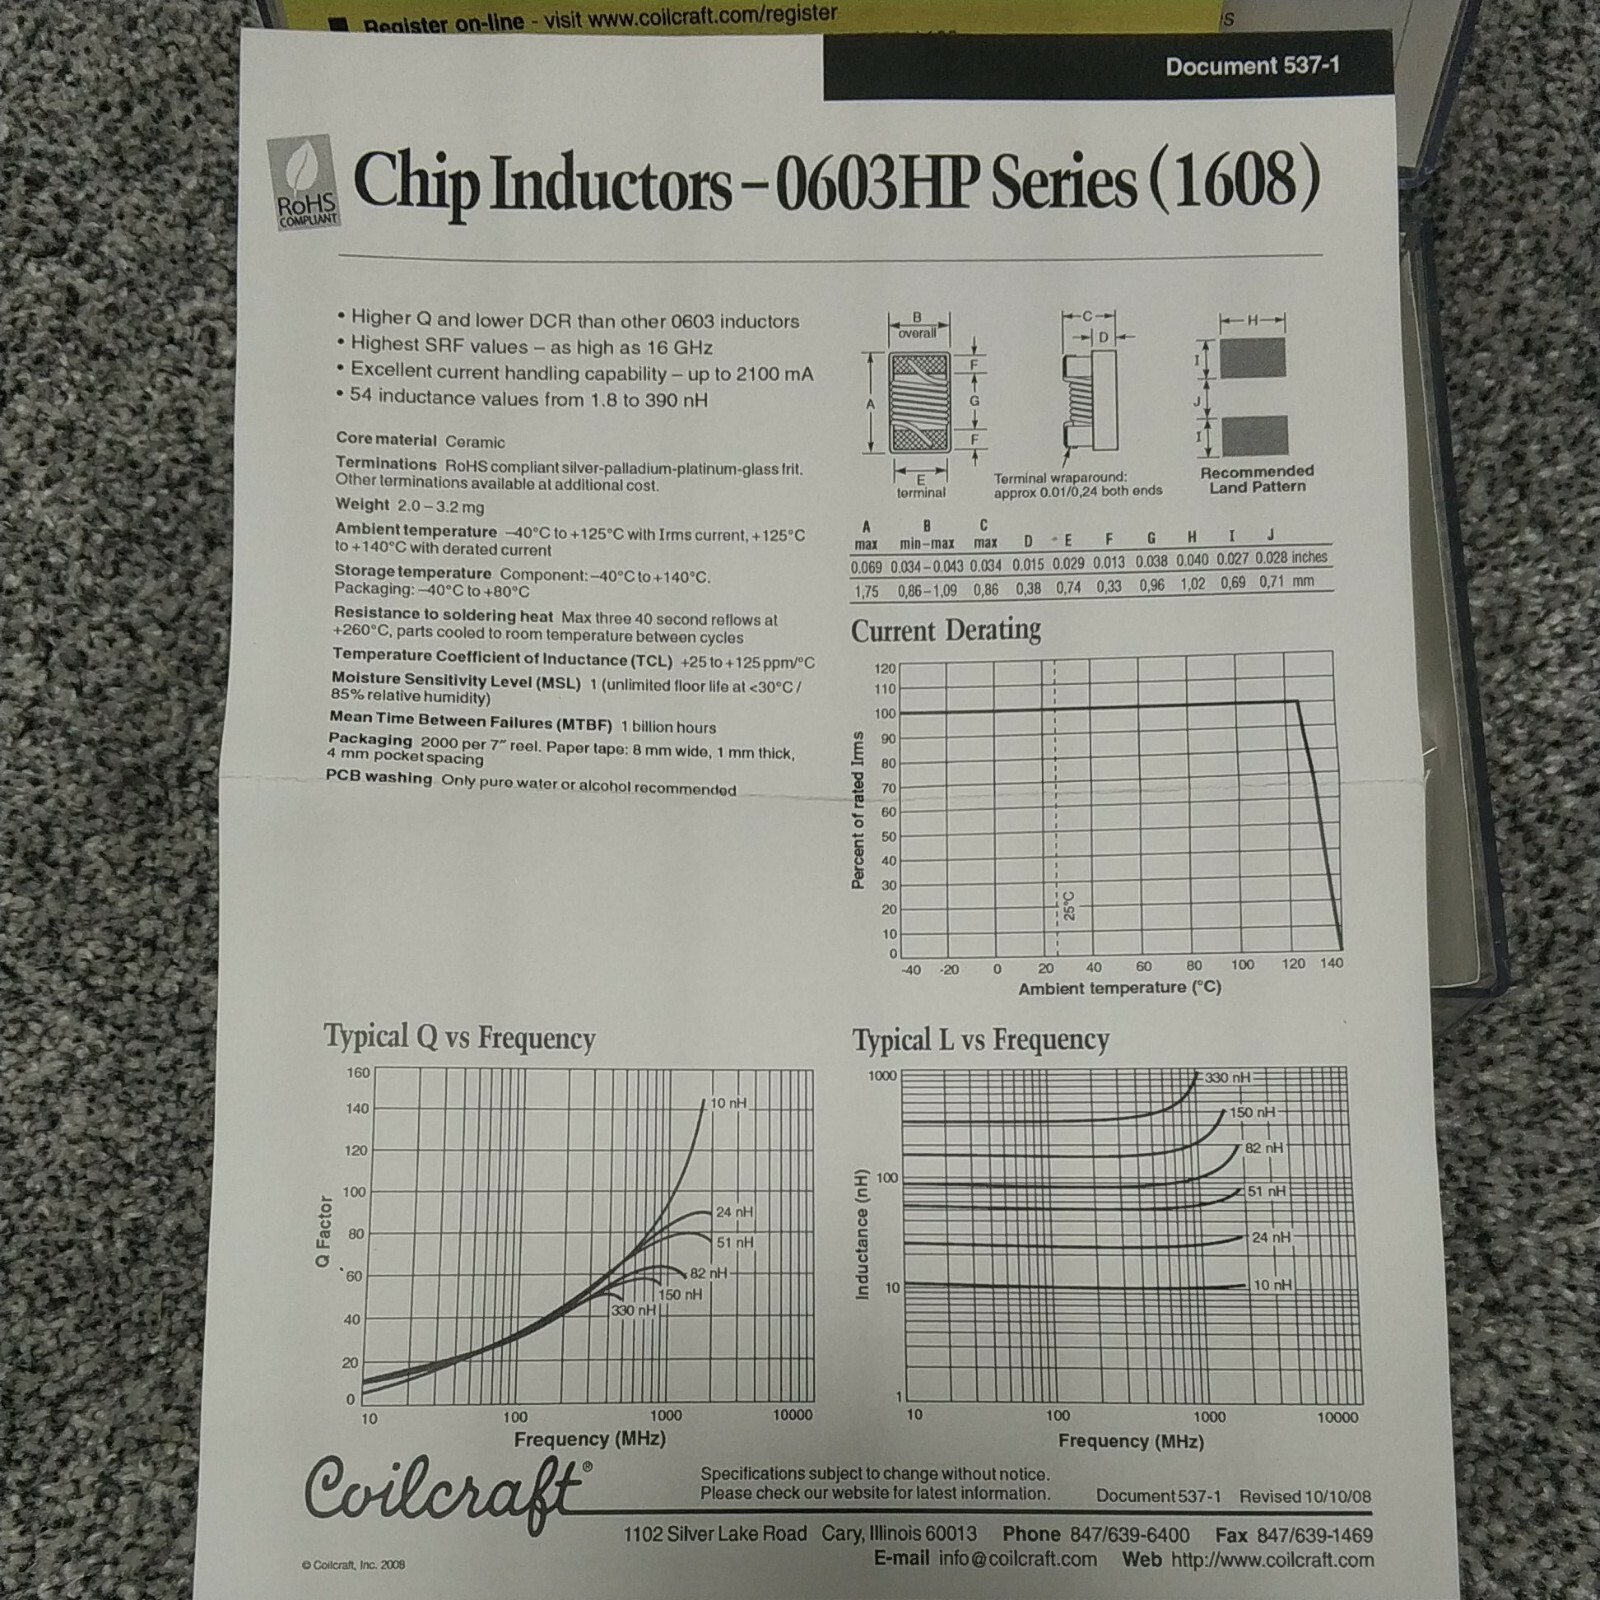 Register on-line - visit www.coilcraft.com/register
Document 537-1
RoHS
COMPLIANT
Chip Inductors – 0603HP Series (1608)
• Higher Q and lower DCR than other 0603 inductors
• Highest SRF values – as high as 16 GHz
• Excellent current handling capability – up to 2100 mA
• 54 inductance values from 1.8 to 390 nH
Core material Ceramic
Terminations RoHS compliant silver-palladium-platinum-glass frit.
Other terminations available at additional cost.
Weight 2.0 – 3.2 mg
Ambient temperature –40°C to +125°C with Irms current, +125°C
to +140°C with derated current
Storage temperature Component: –40°C to +140°C.
Packaging: –40°C to +80°C
Resistance to soldering heat Max three 40 second reflows at
+260°C, parts cooled to room temperature between cycles
Temperature Coefficient of Inductance (TCL) +25 to +125 ppm/°C
Moisture Sensitivity Level (MSL) 1 (unlimited floor life at <30°C /
85% relative humidity)
Mean Time Between Failures (MTBF) 1 billion hours
Packaging 2000 per 7″ reel. Paper tape: 8 mm wide, 1 mm thick,
4 mm pocket spacing
PCB washing Only pure water or alcohol recommended
B
overall
A
F
G
F
E
terminal
C
D
Terminal wraparound:
approx 0.01/0,24 both ends
H
I
J
I
Recommended
Land Pattern
A B C
max min–max max D E F G H I J
0.069 0.034–0.043 0.034 0.015 0.029 0.013 0.038 0.040 0.027 0.028 inches
1,75 0,86–1,09 0,86 0,38 0,74 0,33 0,96 1,02 0,69 0,71 mm
Current Derating
Percent of rated Irms
120
110
100
90
80
70
60
50
40
30
20
10
0
25°C
-40 -20 0 20 40 60 80 100 120 140
Ambient temperature (°C)
Typical Q vs Frequency
Q Factor
160
140
120
100
80
60
40
20
0
10 nH
24 nH
51 nH
82 nH
150 nH
330 nH
10 100 1000 10000
Frequency (MHz)
Typical L vs Frequency
Inductance (nH)
1000
100
10
1
330 nH
150 nH
82 nH
51 nH
24 nH
10 nH
10 100 1000 10000
Frequency (MHz)
Coilcraft®
Specifications subject to change without notice.
Please check our website for latest information.
Document 537-1 Revised 10/10/08
1102 Silver Lake Road Cary, Illinois 60013 Phone 847/639-6400 Fax 847/639-1469
E-mail info@coilcraft.com Web http://www.coilcraft.com
© Coilcraft, Inc. 2008